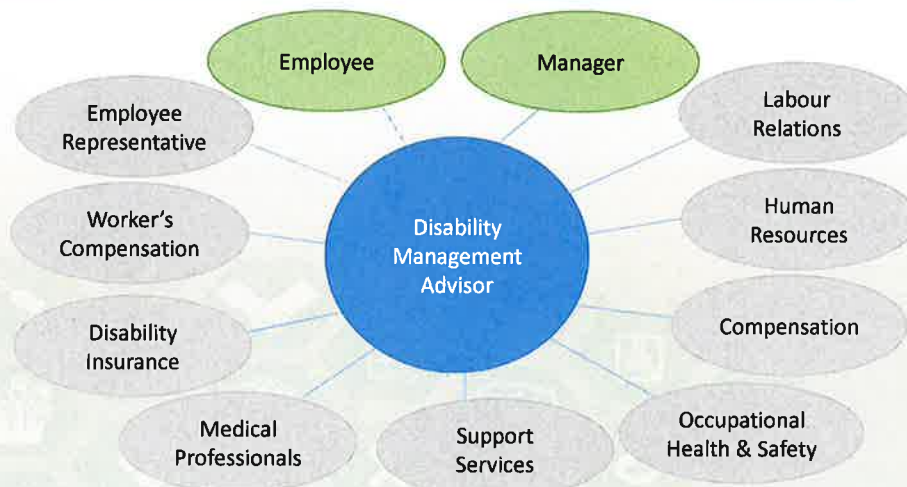 Employee
Manager
Employee
Representative
Labour
Relations
Worker's
Compensation
Disability
Management
Advisor
Human
Resources
Disability
Insurance
Compensation
Medical
Professionals
Support
Services
Occupational
Health & Safety